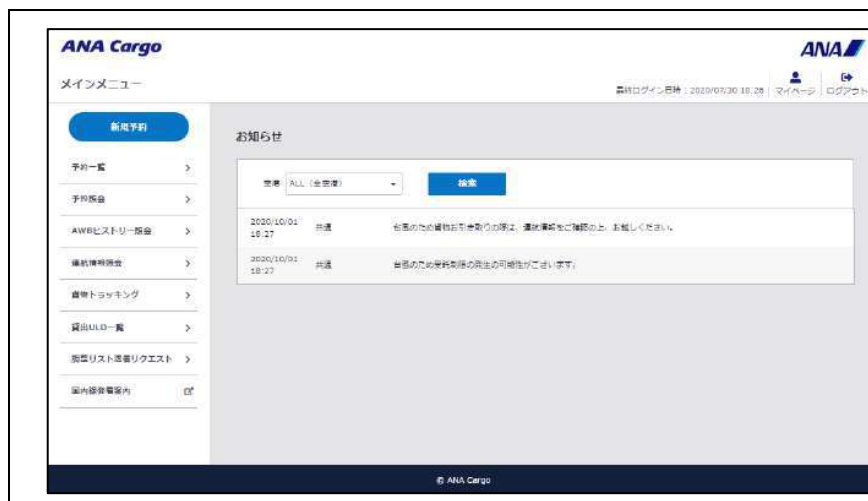 ANA Cargo
ANA
メインメニュー
最終ログイン日時：2020/07/30 18:26
マイページ
ログアウト
新規予約
予約一覧
予約照会
AWBヒストリー照会
運航情報照会
貨物トラッキング
貸出ULD一覧
調整リスト送信リクエスト
国内線発着案内
お知らせ
空港
ALL（全空港）
検索
2020/10/01
18:27
共通
台風のため貨物お引き取りの際は、運航情報をご確認の上、お越しください。
2020/10/01
18:27
共通
台風のため受託制限の発生の可能性がございます。
© ANA Cargo